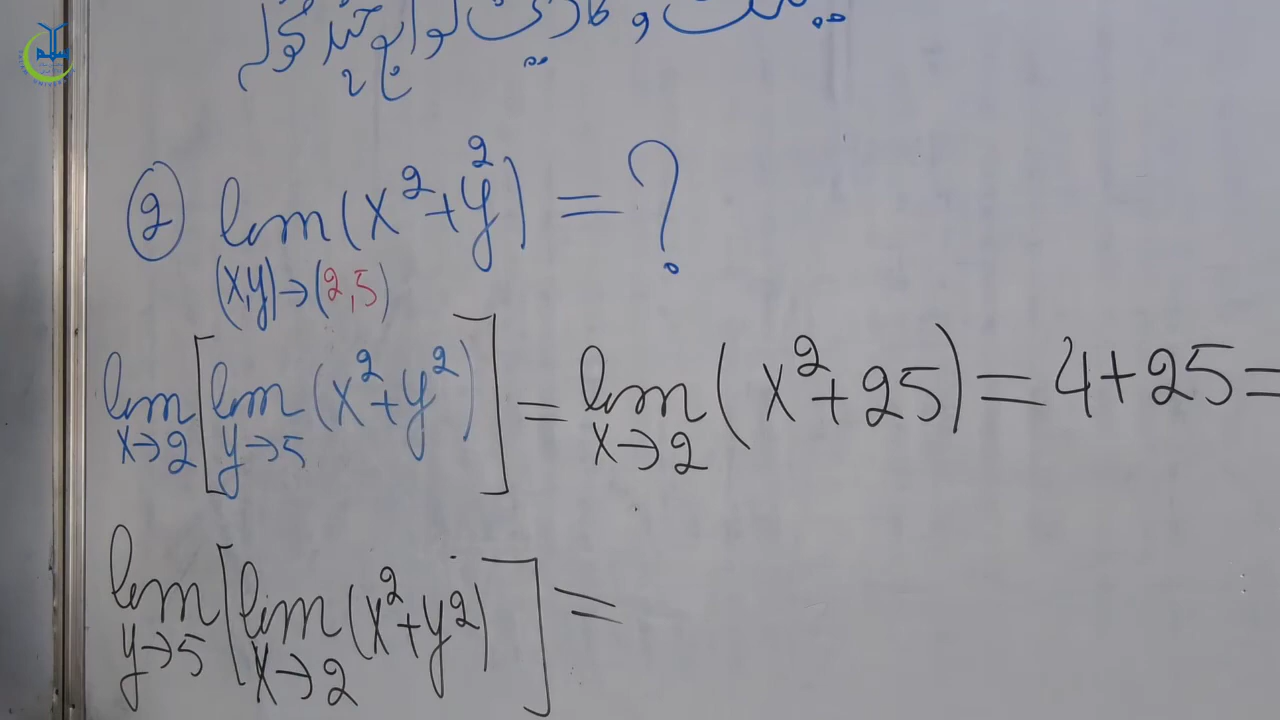 ② lim (x²+y²) = ?
(x,y)→(2,5)
lim [lim (x²+y²)] = lim (x²+25) = 4+25=
x→2 y→5 x→2
lim [lim (x²+y²)] =
y→5 x→2